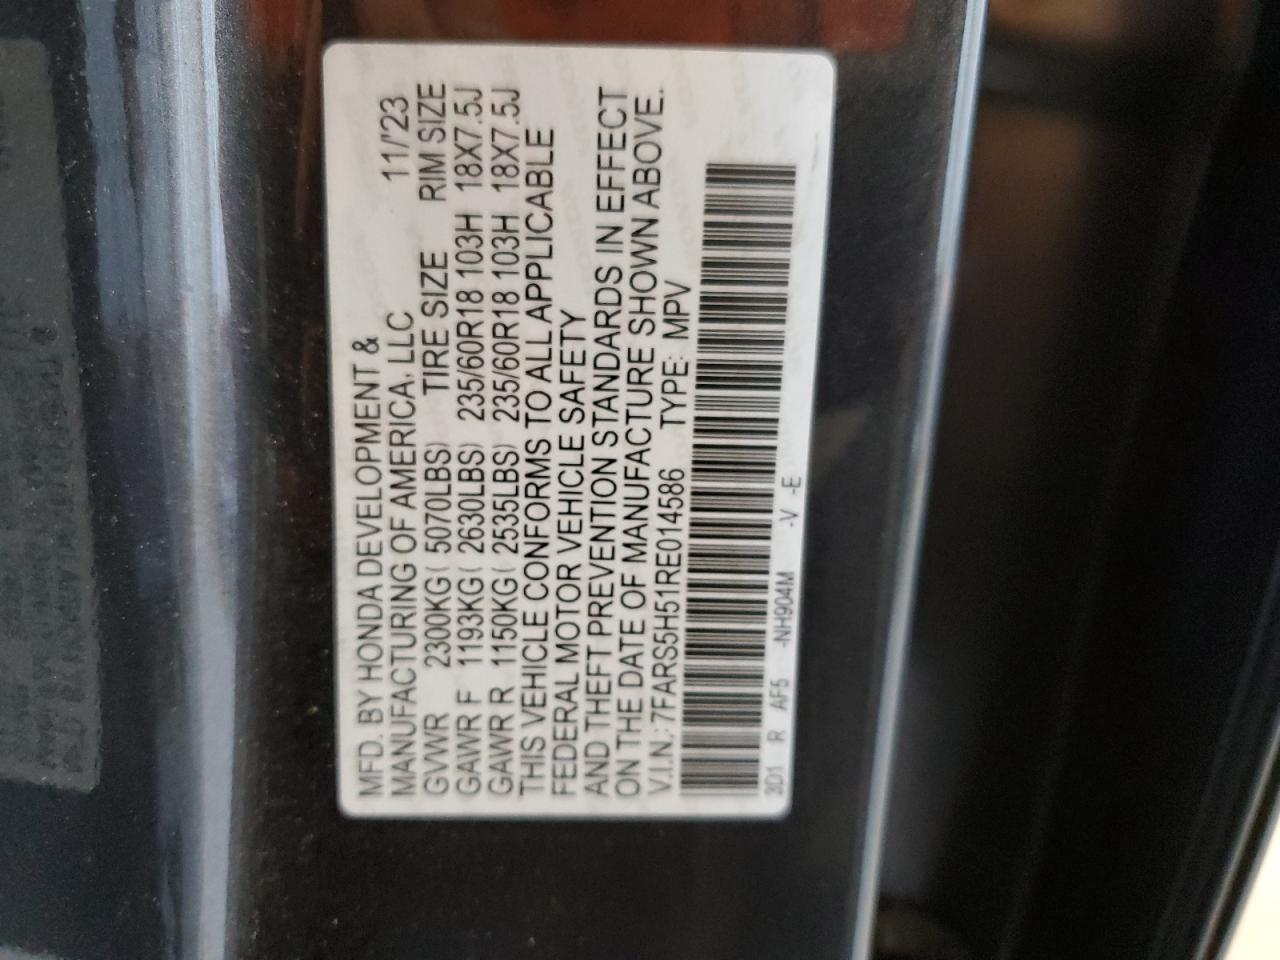 MFD. BY HONDA DEVELOPMENT &
MANUFACTURING OF AMERICA, LLC 11/'23
GVWR 2300KG( 5070LBS) TIRE SIZE RIM SIZE
GAWR F 1193KG( 2630LBS) 235/60R18 103H 18X7.5J
GAWR R 1150KG( 2535LBS) 235/60R18 103H 18X7.5J
THIS VEHICLE CONFORMS TO ALL APPLICABLE
FEDERAL MOTOR VEHICLE SAFETY
AND THEFT PREVENTION STANDARDS IN EFFECT
ON THE DATE OF MANUFACTURE SHOWN ABOVE.
V.I.N.: 7FARS5H51RE014586 TYPE: MPV
3D1 R AF5 -NH904M -V -E